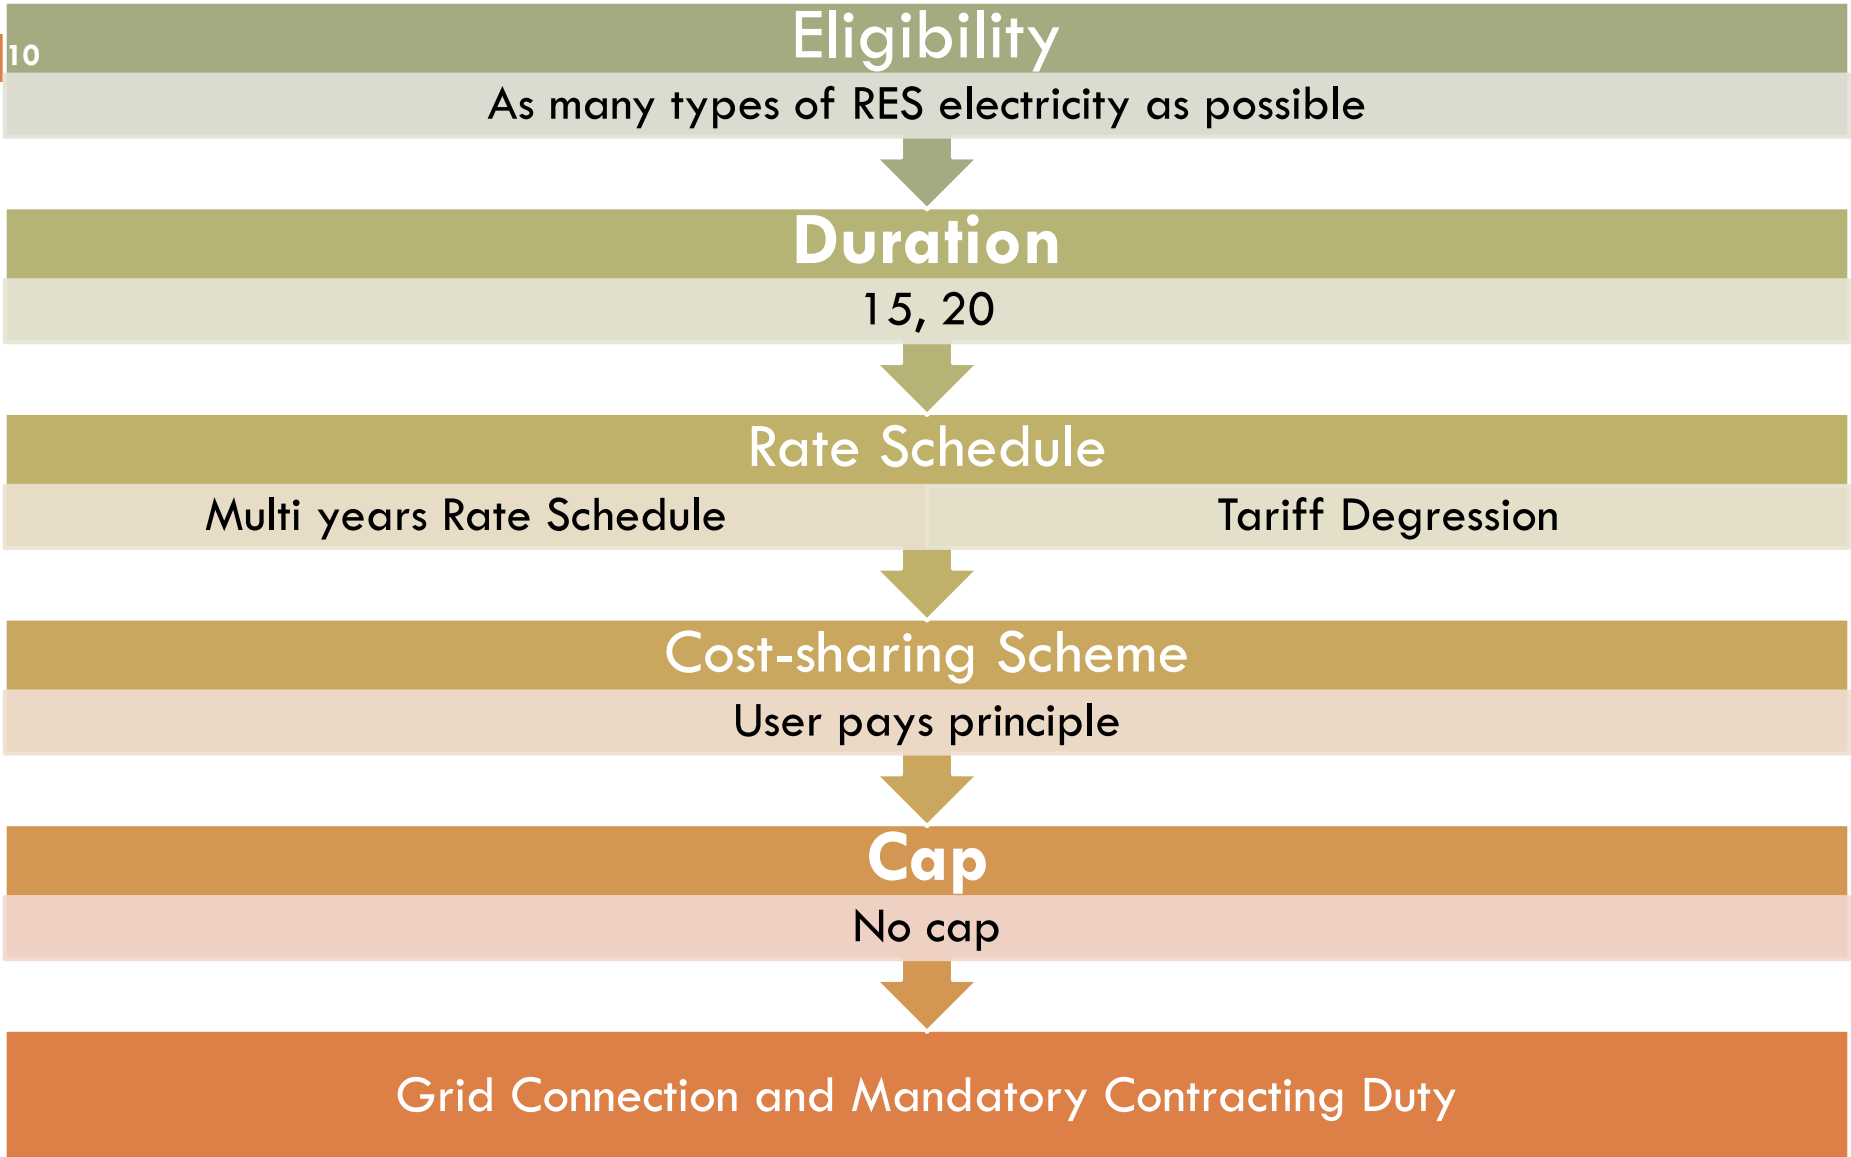 Eligibility
10
As many types of RES electricity as possible
Duration
15, 20
Rate Schedule
Multi years Rate Schedule
Tariff Degression
Cost-sharing Scheme
User pays principle
Cap
No cap
Grid Connection and Mandatory Contracting Duty